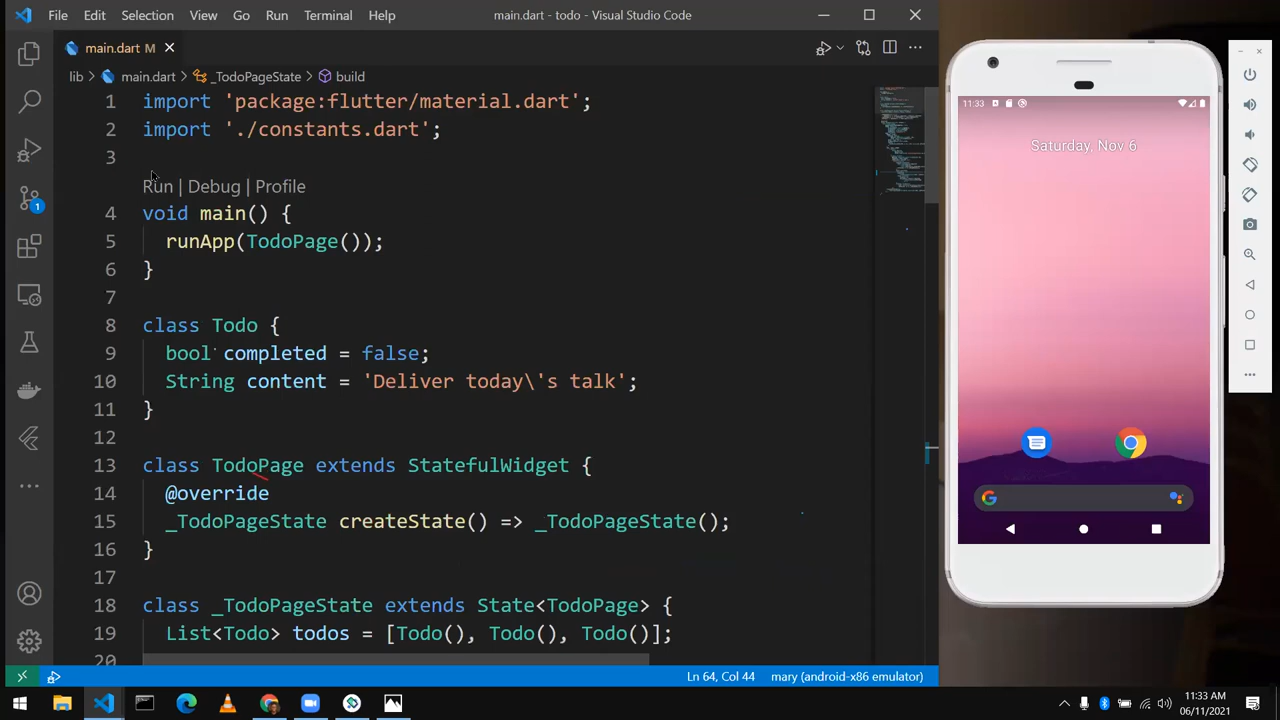 File Edit Selection View Go Run Terminal Help main.dart - todo - Visual Studio Code
main.dart M
lib main.dart _TodoPageState build
1 import 'package:flutter/material.dart';
2 import './constants.dart';
3
Run | Debug | Profile
4 void main() {
5 runApp(TodoPage());
6 }
7
8 class Todo {
9 bool completed = false;
10 String content = 'Deliver today\'s talk';
11 }
12
13 class TodoPage extends StatefulWidget {
14 @override
15 _TodoPageState createState() => _TodoPageState();
16 }
17
18 class _TodoPageState extends State<TodoPage> {
19 List<Todo> todos = [Todo(), Todo(), Todo()];
20
1
Ln 64, Col 44 mary (android-x86 emulator)
11:33
Saturday, Nov 6
11:33 AM
06/11/2021